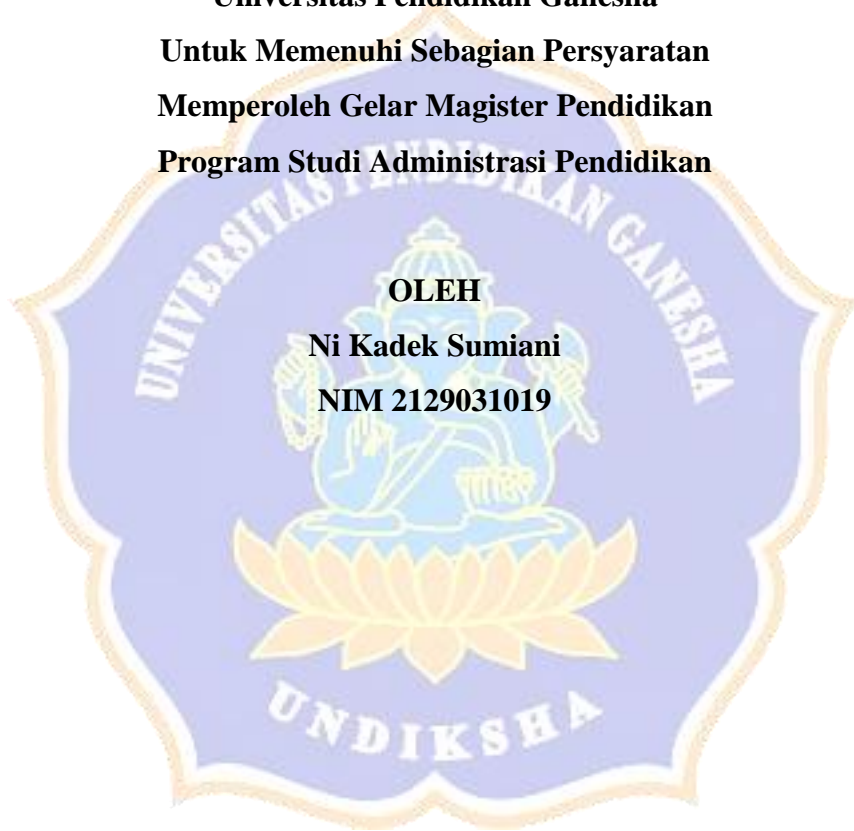 Universitas Pendidikan Ganesha
Untuk Memenuhi Sebagian Persyaratan
Memperoleh Gelar Magister Pendidikan
Program Studi Administrasi Pendidikan
UNIVERSITAS PENDIDIKAN GANESHA
OLEH
Ni Kadek Sumiani
NIM 2129031019
UNDIKSHA